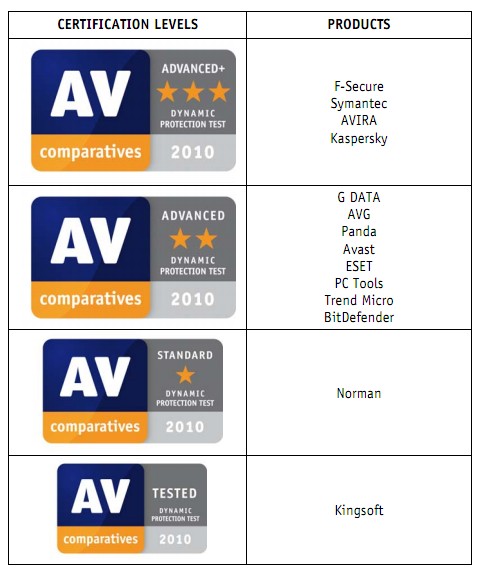 CERTIFICATION LEVELS
PRODUCTS
AV
comparatives
ADVANCED+
DYNAMIC
PROTECTION TEST
2010
F-Secure
Symantec
AVIRA
Kaspersky
AV
comparatives
ADVANCED
DYNAMIC
PROTECTION TEST
2010
G DATA
AVG
Panda
Avast
ESET
PC Tools
Trend Micro
BitDefender
AV
comparatives
STANDARD
DYNAMIC
PROTECTION TEST
2010
Norman
AV
comparatives
TESTED
DYNAMIC
PROTECTION TEST
2010
Kingsoft